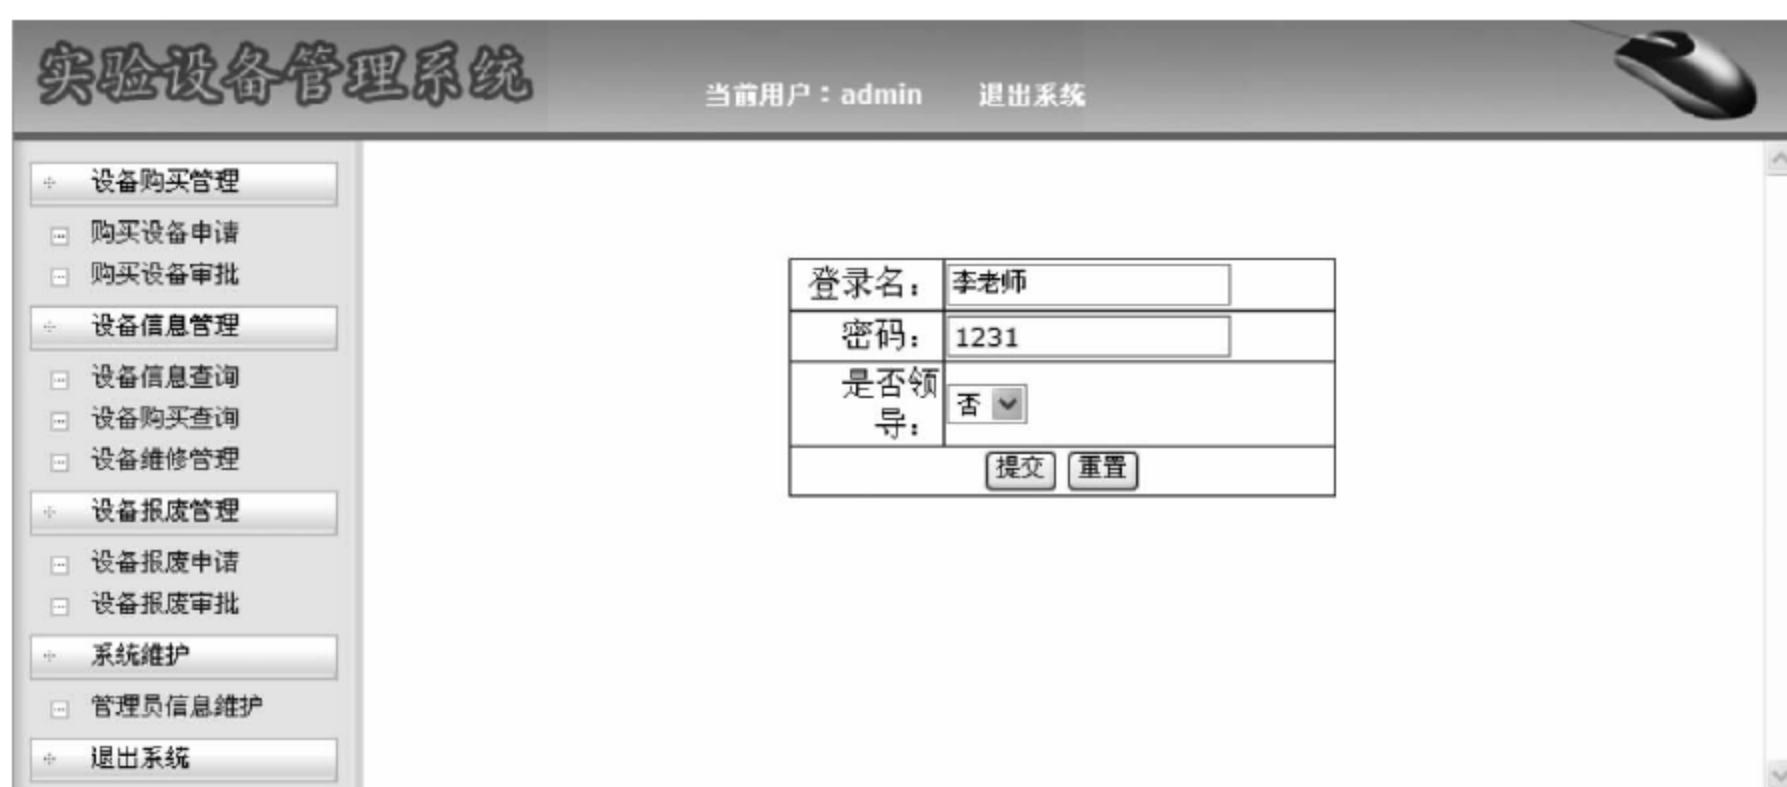 实验设备管理系统
当前用户：admin 退出系统
设备购买管理
购买设备申请
购买设备审批
设备信息管理
设备信息查询
设备购买查询
设备维修管理
设备报废管理
设备报废申请
设备报废审批
系统维护
管理员信息维护
退出系统
登录名： 李老师
密码： 1231
是否领
导： 否
提交 重置